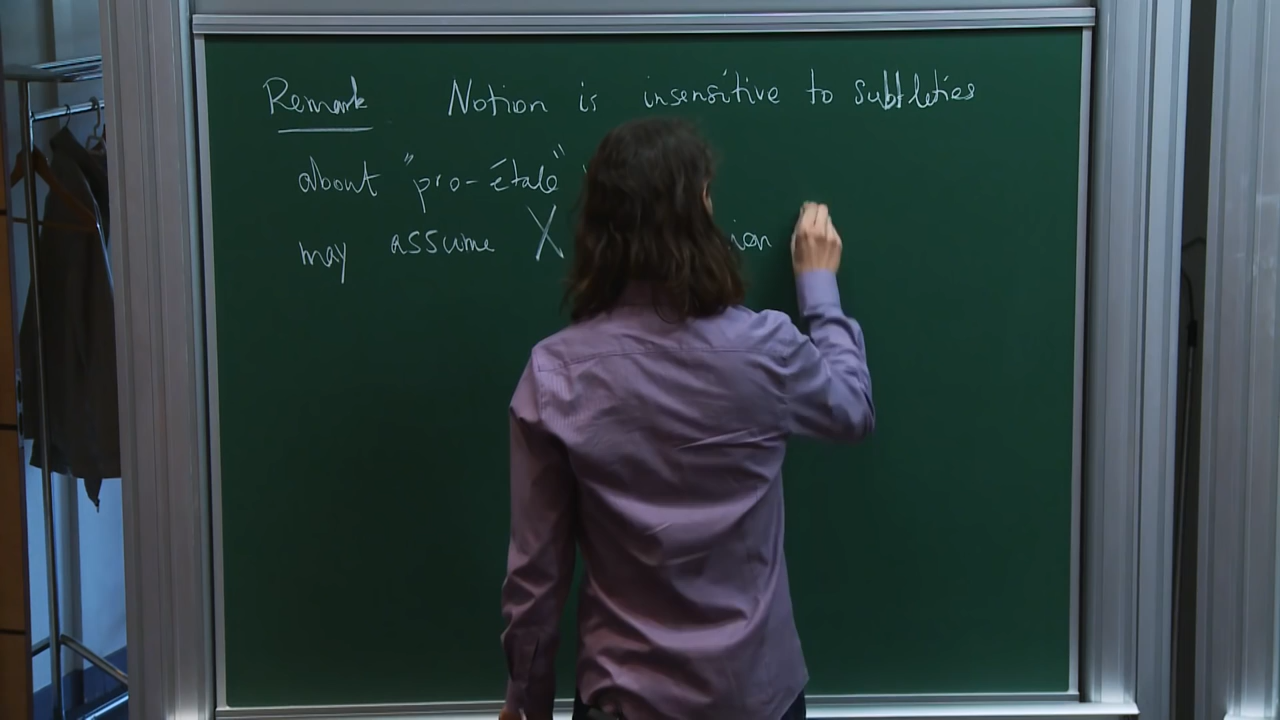 Remark Notion is insensitive to subtleties
about "pro-étale"
may assume X